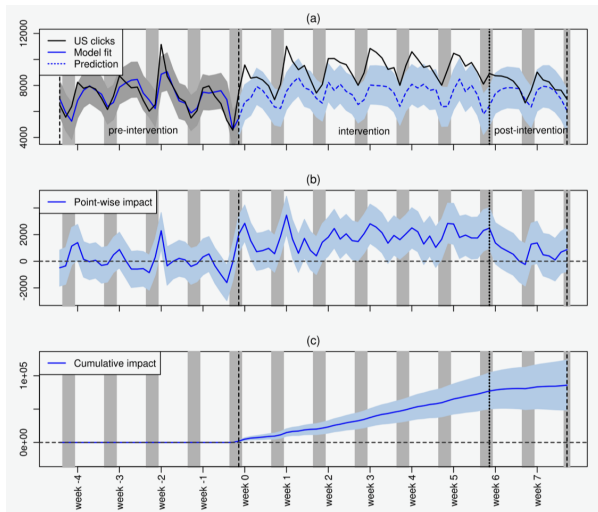 (a)
12000
8000
4000
US clicks
Model fit
Prediction
pre-intervention
intervention
post-intervention
(b)
2000
0
-2000
Point-wise impact
(c)
1e+05
0e+00
Cumulative impact
week -4
week -3
week -2
week -1
week 0
week 1
week 2
week 3
week 4
week 5
week 6
week 7